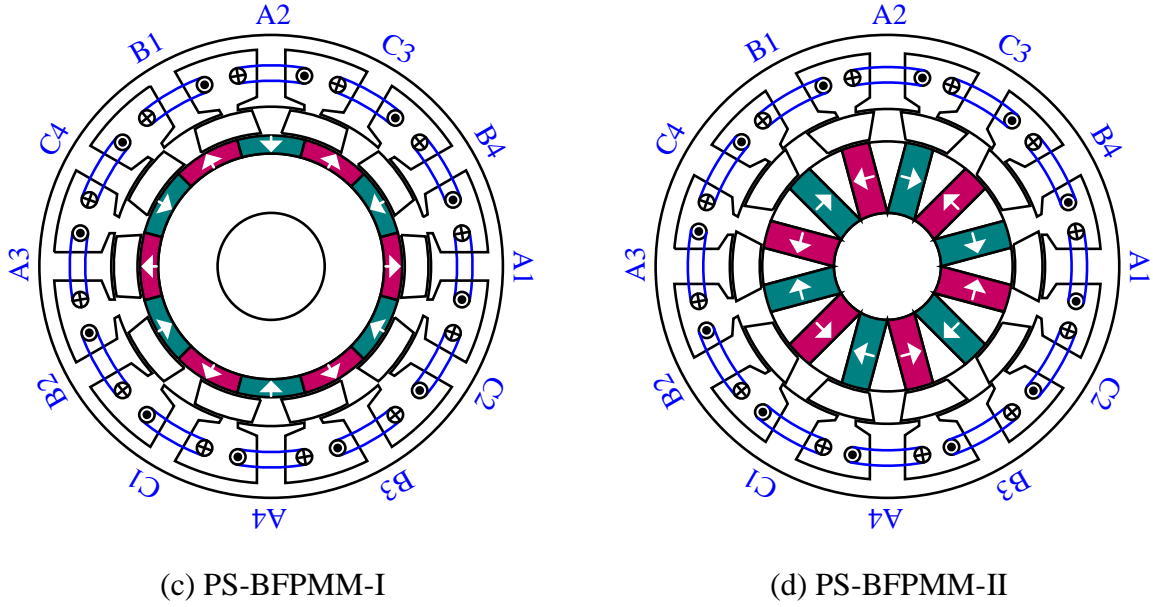 A2
C3
B4
A1
C2
B3
A4
C1
B2
A3
C4
B1
(c) PS-BFPMM-I
A2
C3
B4
A1
C2
B3
A4
C1
B2
A3
C4
B1
(d) PS-BFPMM-II